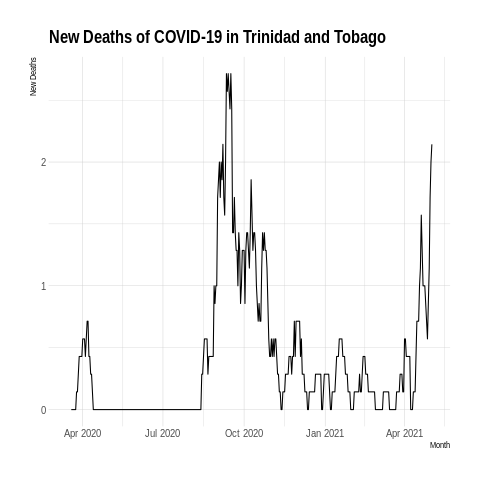 New Deaths of COVID-19 in Trinidad and Tobago
New Deaths
2
1
0
Apr 2020 Jul 2020 Oct 2020 Jan 2021 Apr 2021
Month